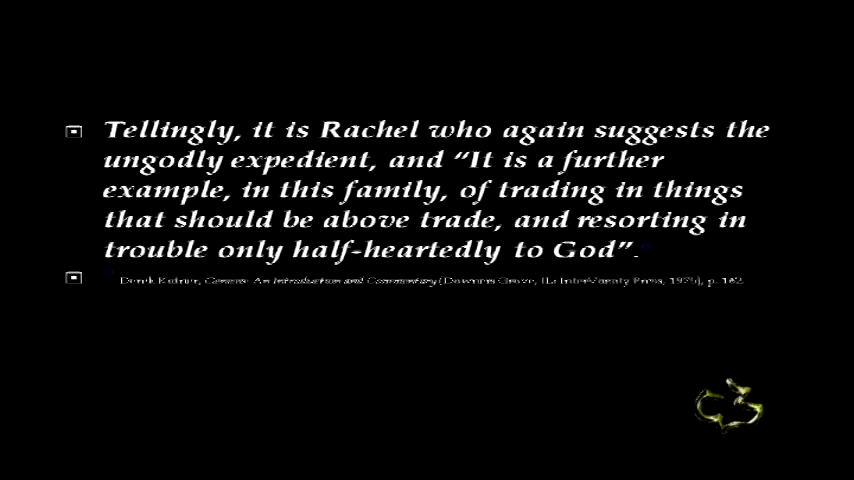 Tellingly, it is Rachel who again suggests the
ungodly expedient, and “It is a further
example, in this family, of trading in things
that should be above trade, and resorting in
trouble only half-heartedly to God”.
Derek Kidner, Genesis: An Introduction and Commentary (Downers Grove, IL: InterVarsity Press, 1975), p. 162.